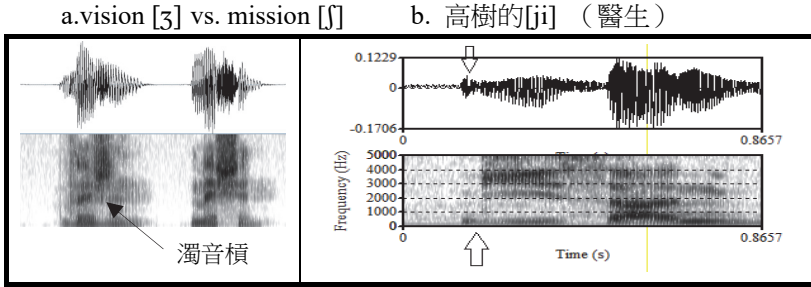 a.vision [ʒ] vs. mission [ʃ]
b. 高樹的[ji] （醫生）
濁音槓
0.1229
0
-0.1706
0
0.8657
Frequency (Hz)
5000
4000
3000
2000
1000
0
0
0.8657
Time (s)